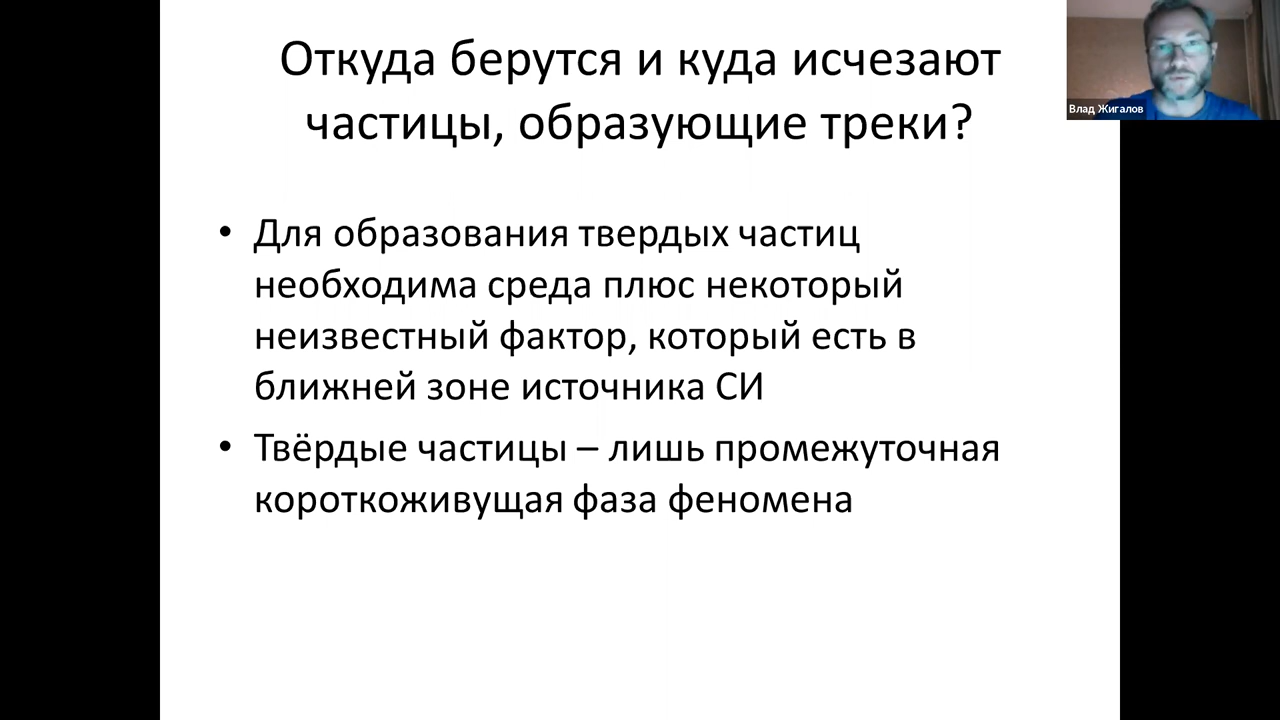 Откуда берутся и куда исчезают
частицы, образующие треки?
Влад Жигалов
• Для образования твердых частиц
необходима среда плюс некоторый
неизвестный фактор, который есть в
ближней зоне источника СИ
• Твёрдые частицы – лишь промежуточная
короткоживущая фаза феномена